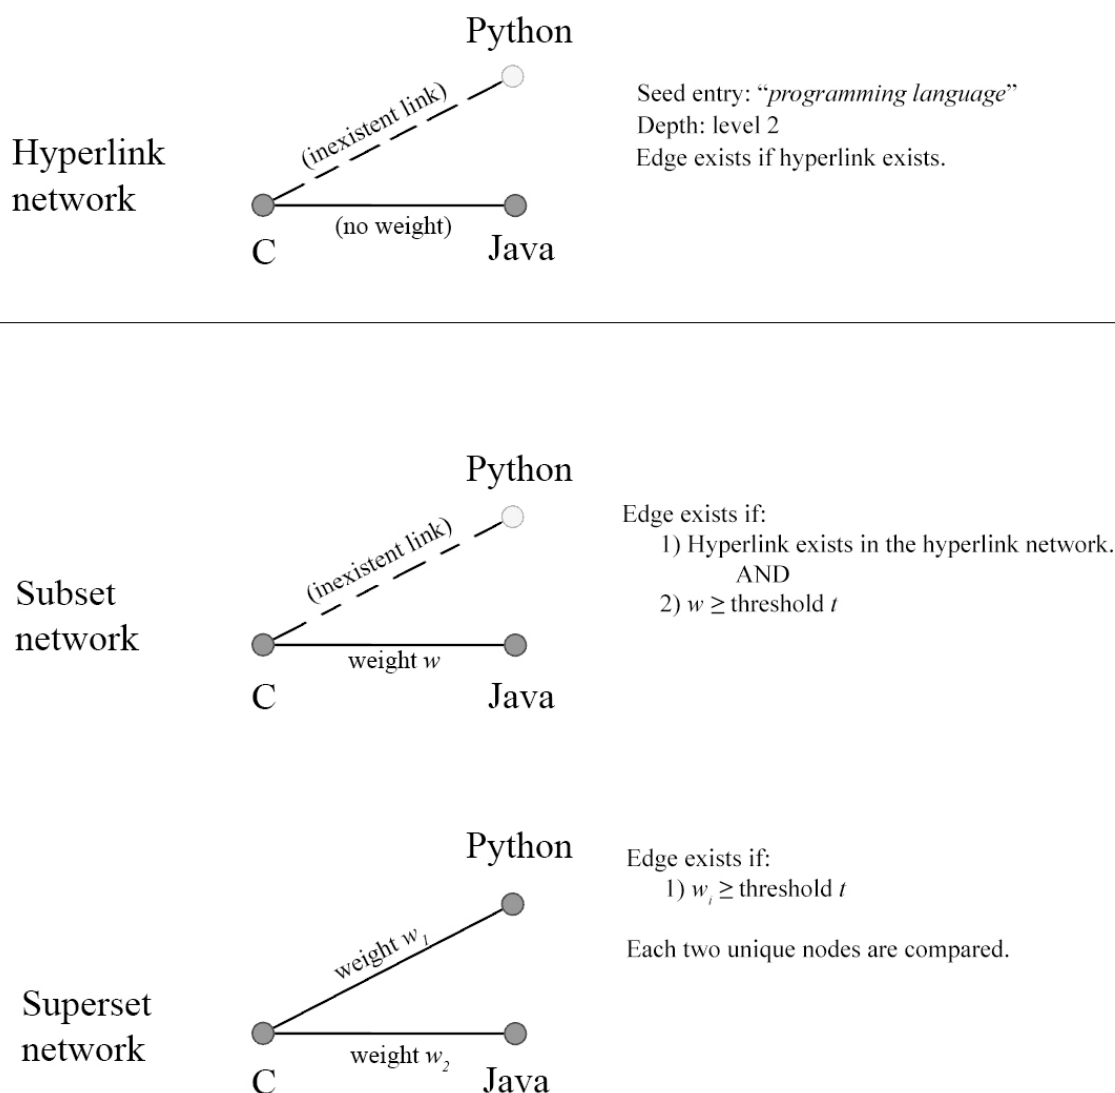 Python
(inexistent link)
Hyperlink
network
(no weight)
C
Java
Seed entry: “programming language”
Depth: level 2
Edge exists if hyperlink exists.
Python
(inexistent link)
Subset
network
weight w
C
Java
Edge exists if:
1) Hyperlink exists in the hyperlink network.
AND
2) w ≥ threshold t
Python
weight w1
Superset
network
weight w2
C
Java
Edge exists if:
1) wi ≥ threshold t
Each two unique nodes are compared.